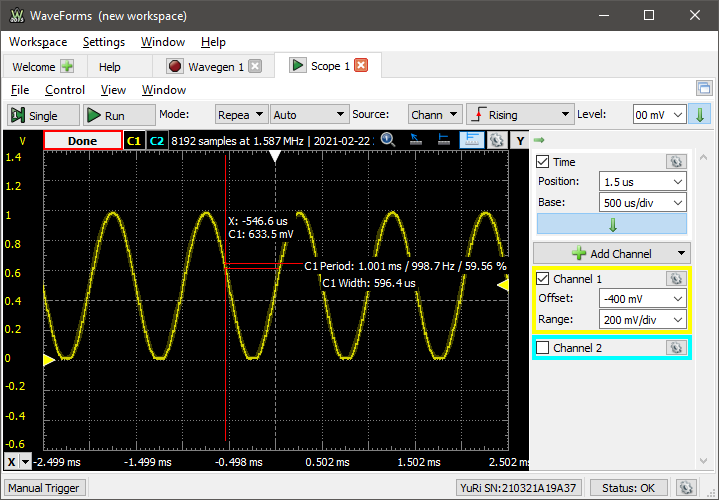 WaveForms (new workspace)
Workspace Settings Window Help
Welcome Help Wavegen 1 Scope 1
File Control View Window
Single Run Mode: Repea Auto Source: Chann Rising Level: 00 mV
V Done C1 C2 8192 samples at 1.587 MHz | 2021-02-22 Y
1.4
1.2
1
0.8
0.6
0.4
0.2
0
-0.2
-0.4
-0.6
X: -546.6 us
C1: 633.5 mV
C1 Period: 1.001 ms / 998.7 Hz / 59.56 %
C1 Width: 596.4 us
X -2.499 ms -1.499 ms -0.498 ms 0.502 ms 1.502 ms 2.502 ms
Time
Position: 1.5 us
Base: 500 us/div
Add Channel
Channel 1
Offset: -400 mV
Range: 200 mV/div
Channel 2
Manual Trigger YuRi SN:210321A19A37 Status: OK